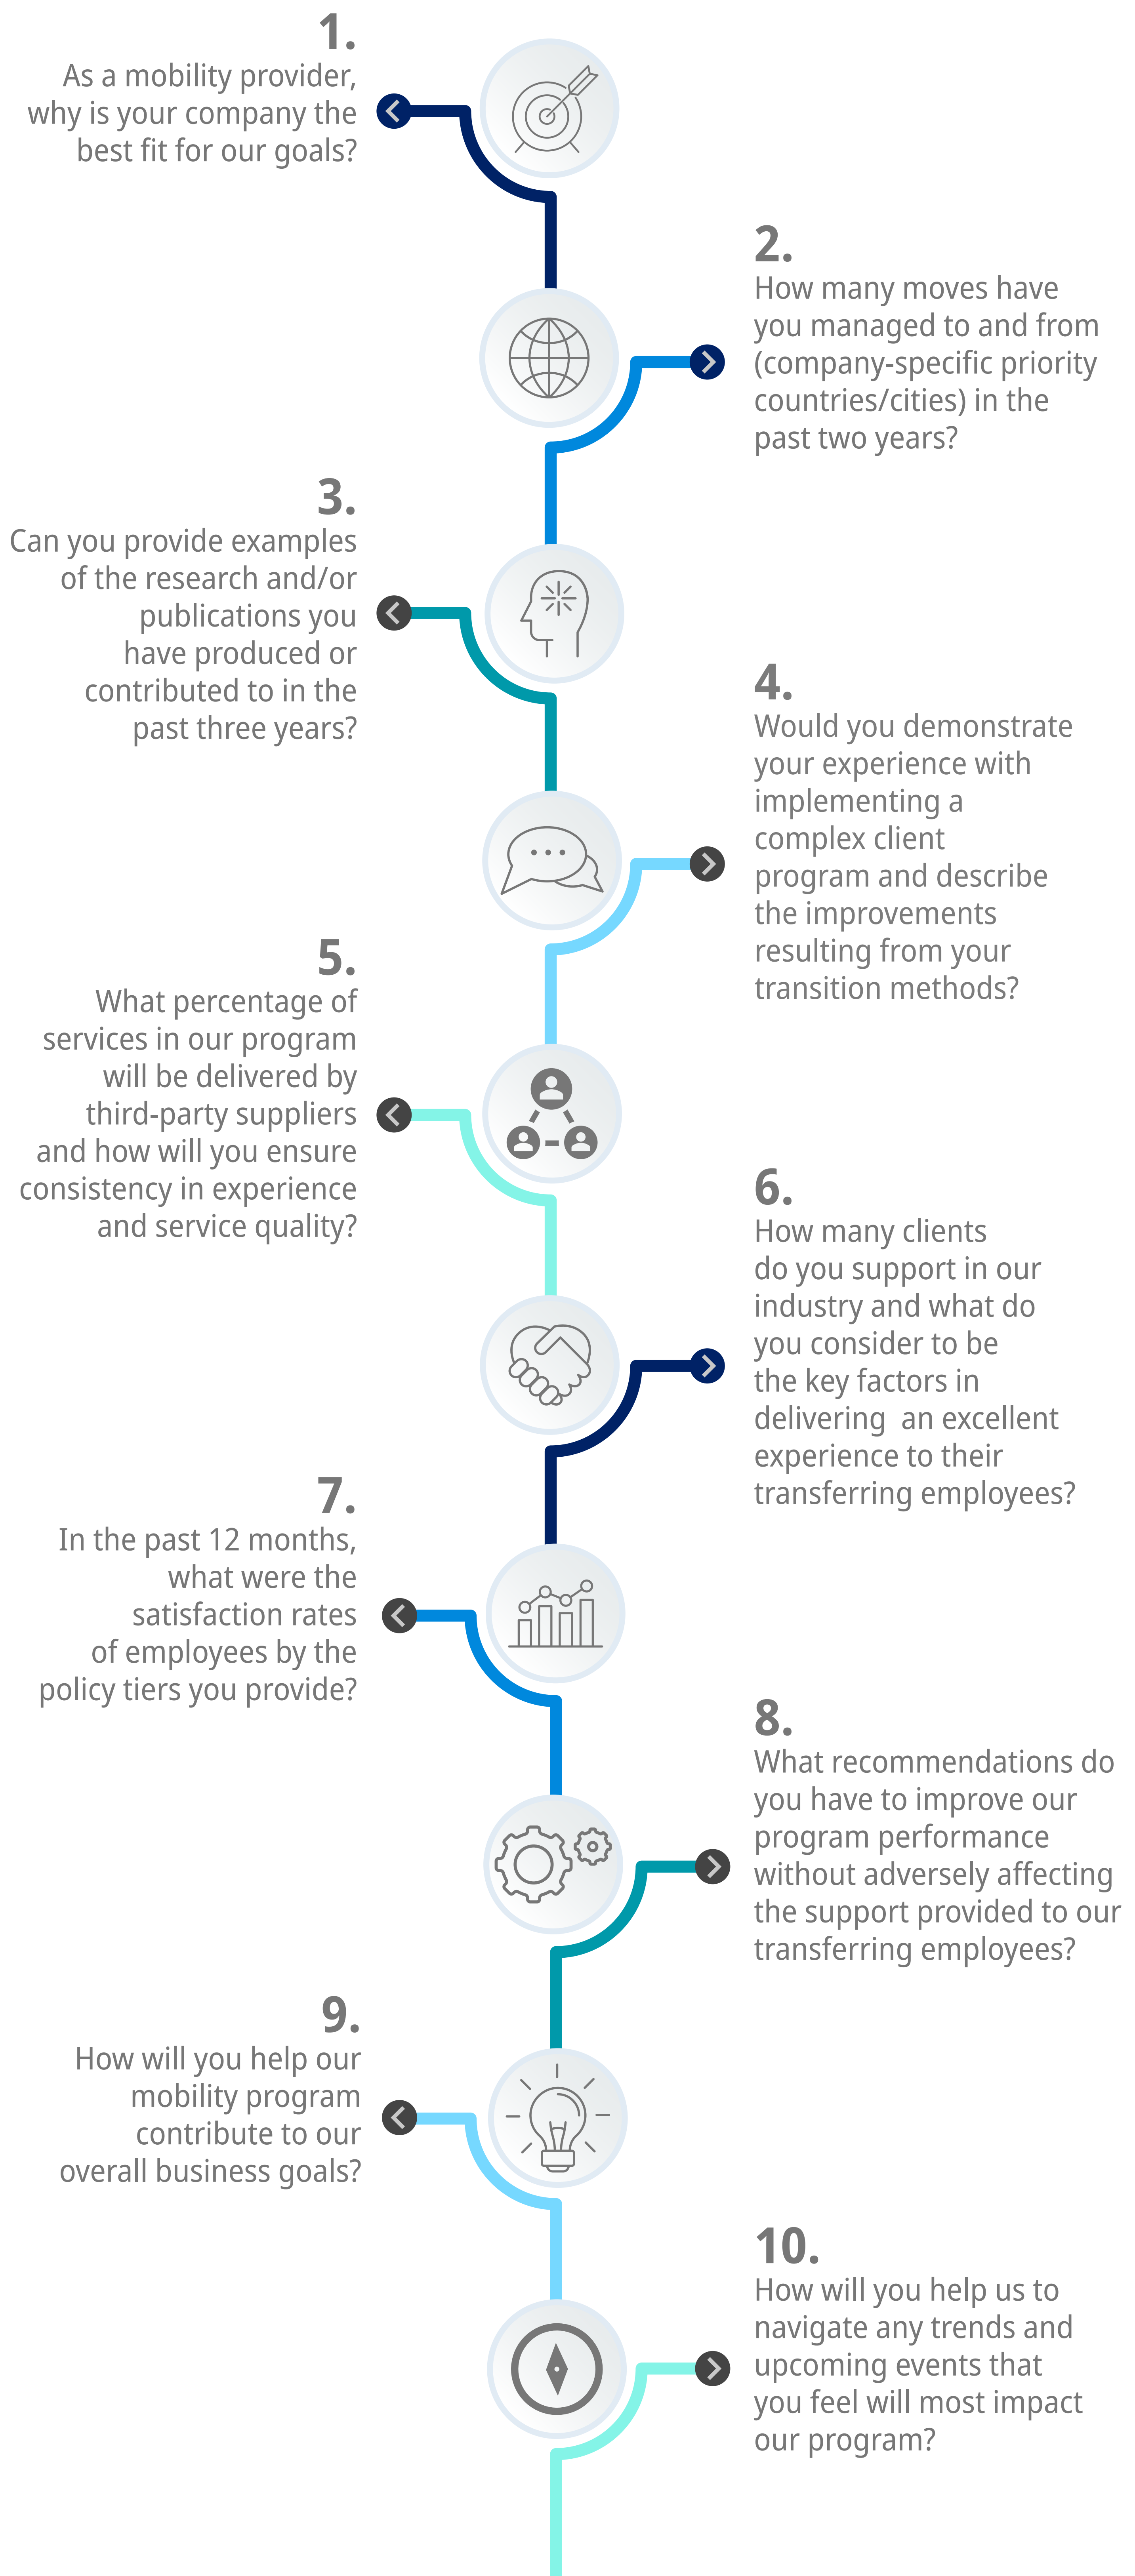 1.
As a mobility provider,
why is your company the
best fit for our goals?
2.
How many moves have
you managed to and from
(company-specific priority
countries/cities) in the
past two years?
3.
Can you provide examples
of the research and/or
publications you
have produced or
contributed to in the
past three years?
4.
Would you demonstrate
your experience with
implementing a
complex client
program and describe
the improvements
resulting from your
transition methods?
5.
What percentage of
services in our program
will be delivered by
third-party suppliers
and how will you ensure
consistency in experience
and service quality?
6.
How many clients
do you support in our
industry and what do
you consider to be
the key factors in
delivering  an excellent
experience to their
transferring employees?
7.
In the past 12 months,
what were the
satisfaction rates
of employees by the
policy tiers you provide?
8.
What recommendations do
you have to improve our
program performance
without adversely affecting
the support provided to our
transferring employees?
9.
How will you help our
mobility program
contribute to our
overall business goals?
10.
How will you help us to
navigate any trends and
upcoming events that
you feel will most impact
our program?